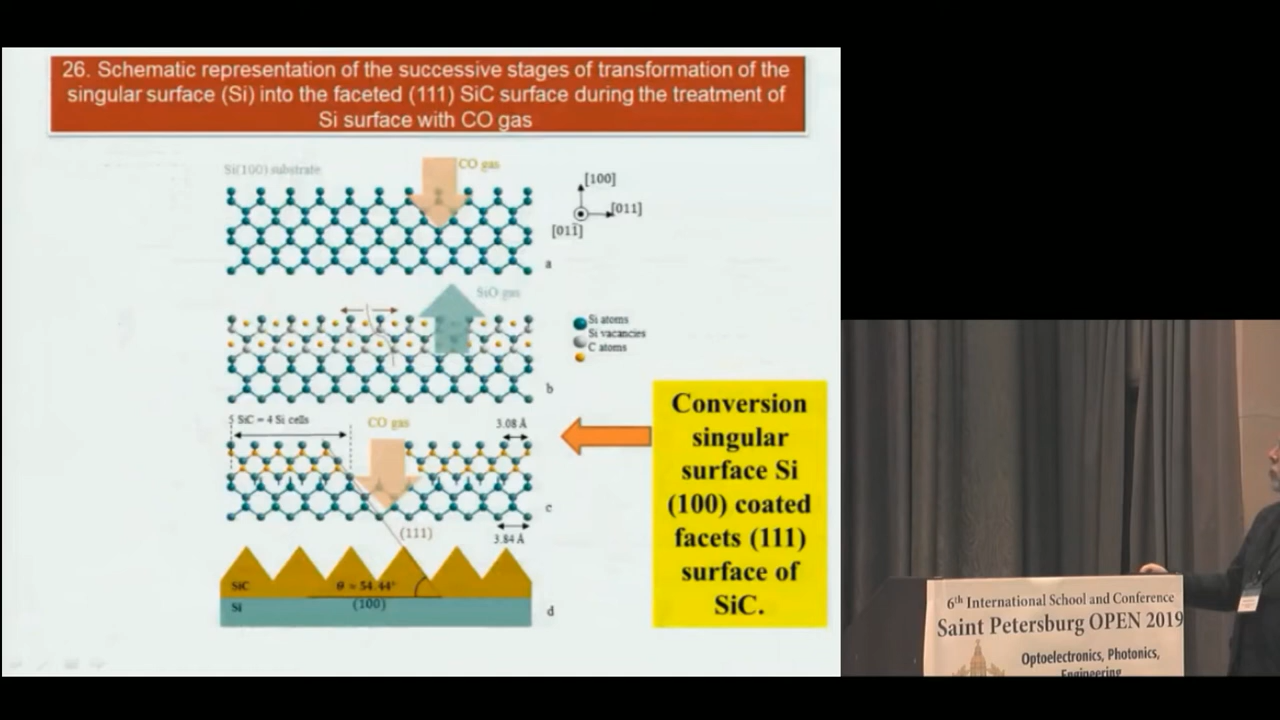 26. Schematic representation of the successive stages of transformation of the
singular surface (Si) into the faceted (111) SiC surface during the treatment of
Si surface with CO gas
Si(100) substrate
CO gas
[100]
[011]
[011̅]
a
SiO gas
Si atoms
Si vacancies
C atoms
b
5 SiC = 4 Si cells
CO gas
3.08 Å
c
(111)
3.84 Å
SiC
θ ≈ 54.44°
(100)
Si
d
Conversion
singular
surface Si
(100) coated
facets (111)
surface of
SiC.
6th International School and Conference
Saint Petersburg OPEN 2019
Optoelectronics, Photonics,
Engineering